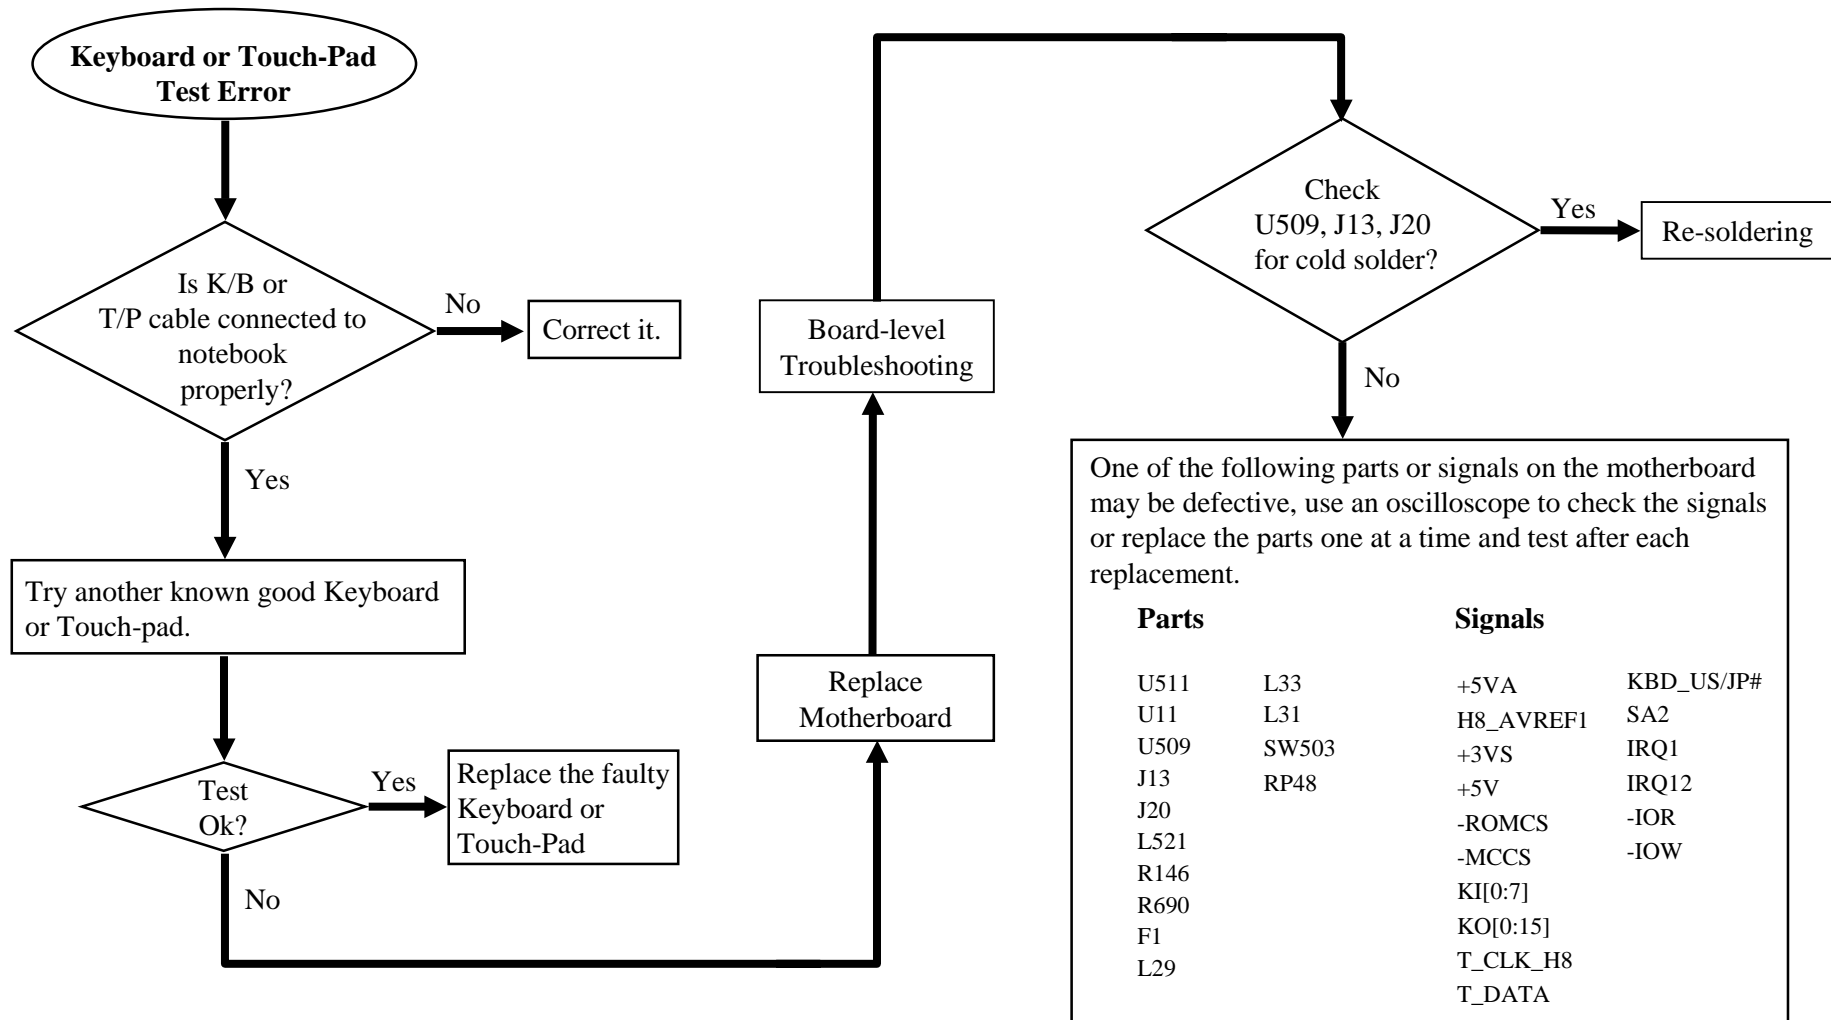 Keyboard or Touch-Pad
Test Error
Is K/B or
T/P cable connected to
notebook
properly?
No
Correct it.
Yes
Try another known good Keyboard
or Touch-pad.
Test
Ok?
Yes
Replace the faulty
Keyboard or
Touch-Pad
No
Replace
Motherboard
Board-level
Troubleshooting
Check
U509, J13, J20
for cold solder?
Yes
Re-soldering
No
One of the following parts or signals on the motherboard
may be defective, use an oscilloscope to check the signals
or replace the parts one at a time and test after each
replacement.
Parts
U511
U11
U509
J13
J20
L521
R146
R690
F1
L29
L33
L31
SW503
RP48
Signals
+5VA
H8_AVREF1
+3VS
+5V
-ROMCS
-MCCS
KI[0:7]
KO[0:15]
T_CLK_H8
T_DATA
KBD_US/JP#
SA2
IRQ1
IRQ12
-IOR
-IOW